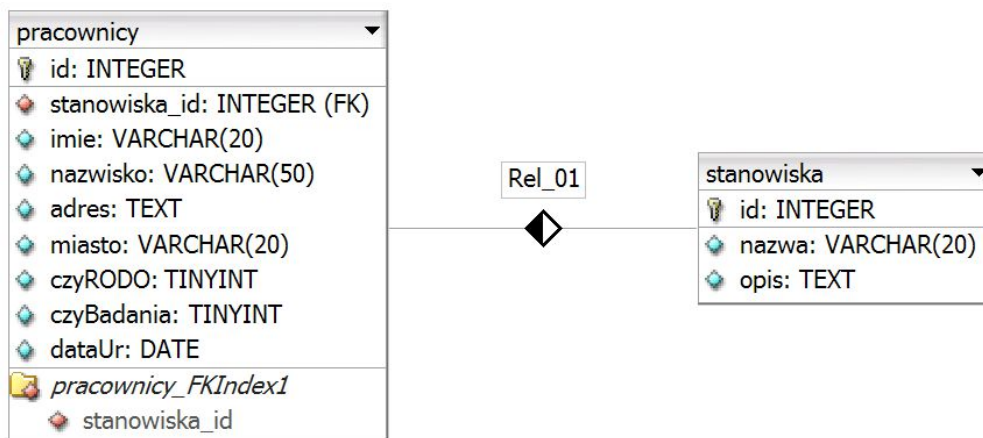 pracownicy
id: INTEGER
stanowiska_id: INTEGER (FK)
imie: VARCHAR(20)
nazwisko: VARCHAR(50)
adres: TEXT
miasto: VARCHAR(20)
czyRODO: TINYINT
czyBadania: TINYINT
dataUr: DATE
pracownicy_FKIndex1
stanowiska_id
Rel_01
stanowiska
id: INTEGER
nazwa: VARCHAR(20)
opis: TEXT